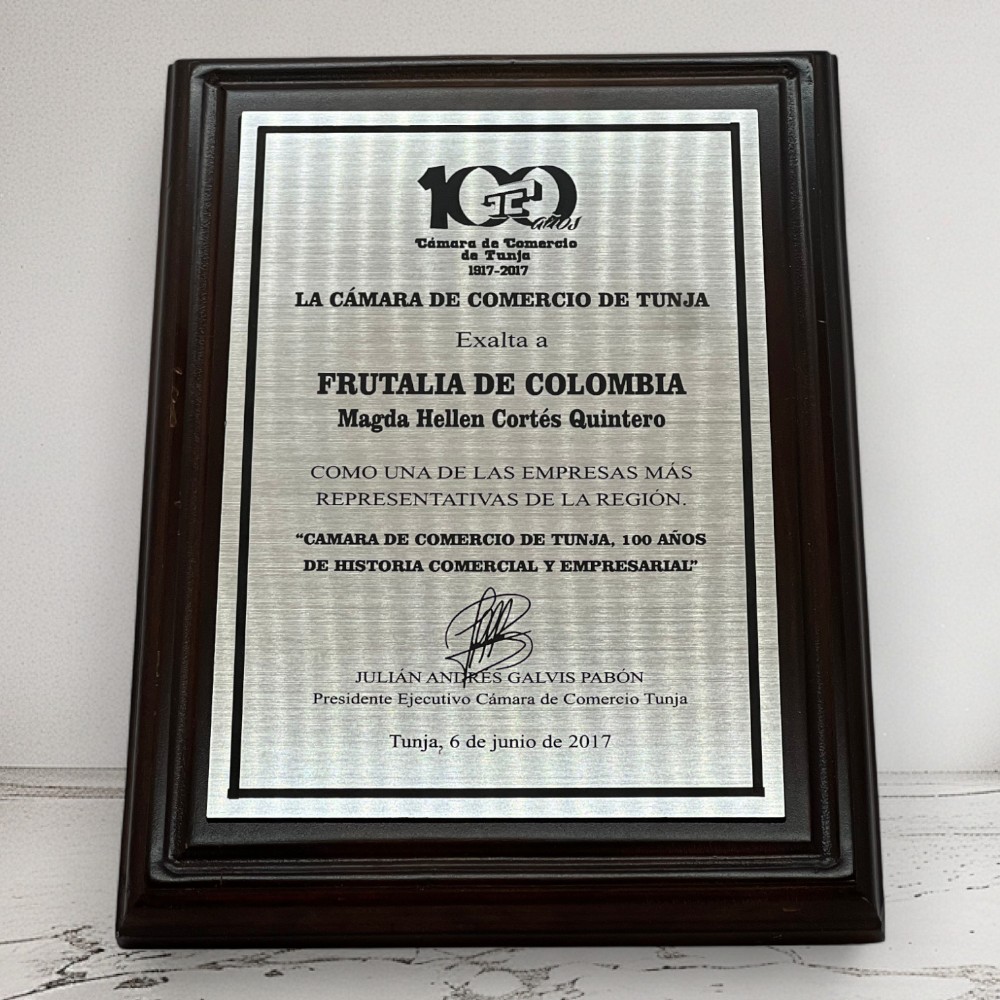 100 años
Cámara de Comercio
de Tunja
1917-2017
LA CÁMARA DE COMERCIO DE TUNJA
Exalta a
FRUTALIA DE COLOMBIA
Magda Hellen Cortés Quintero
COMO UNA DE LAS EMPRESAS MÁS
REPRESENTATIVAS DE LA REGIÓN.
“CAMARA DE COMERCIO DE TUNJA, 100 AÑOS
DE HISTORIA COMERCIAL Y EMPRESARIAL”
JULIÁN ANDRÉS GALVIS PABÓN
Presidente Ejecutivo Cámara de Comercio Tunja
Tunja, 6 de junio de 2017